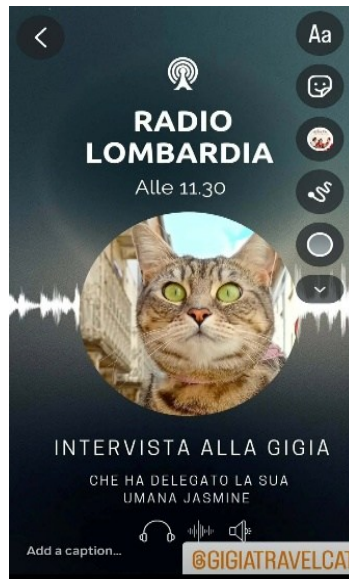 Aa
RADIO
LOMBARDIA
Alle 11.30
INTERVISTA ALLA GIGIA
CHE HA DELEGATO LA SUA
UMANA JASMINE
Add a caption...
@GIGIATRAVELCAT